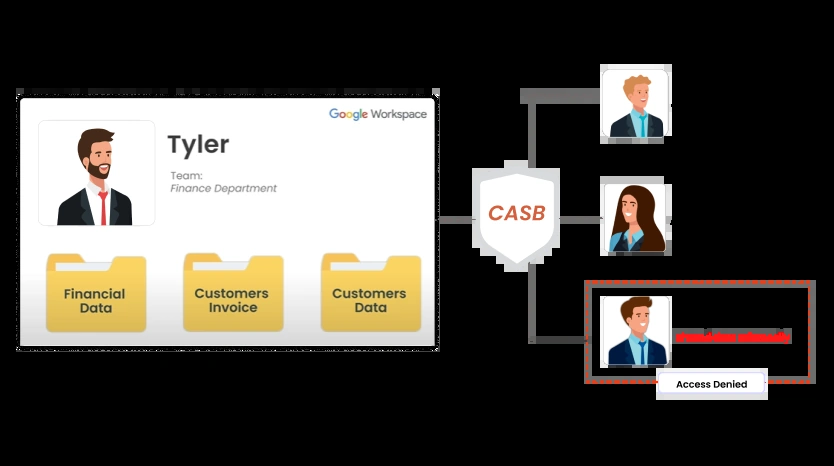 Google Workspace
Tyler
Team:
Finance Department
Financial
Data
Customers
Invoice
Customers
Data
CASB
Access Denied